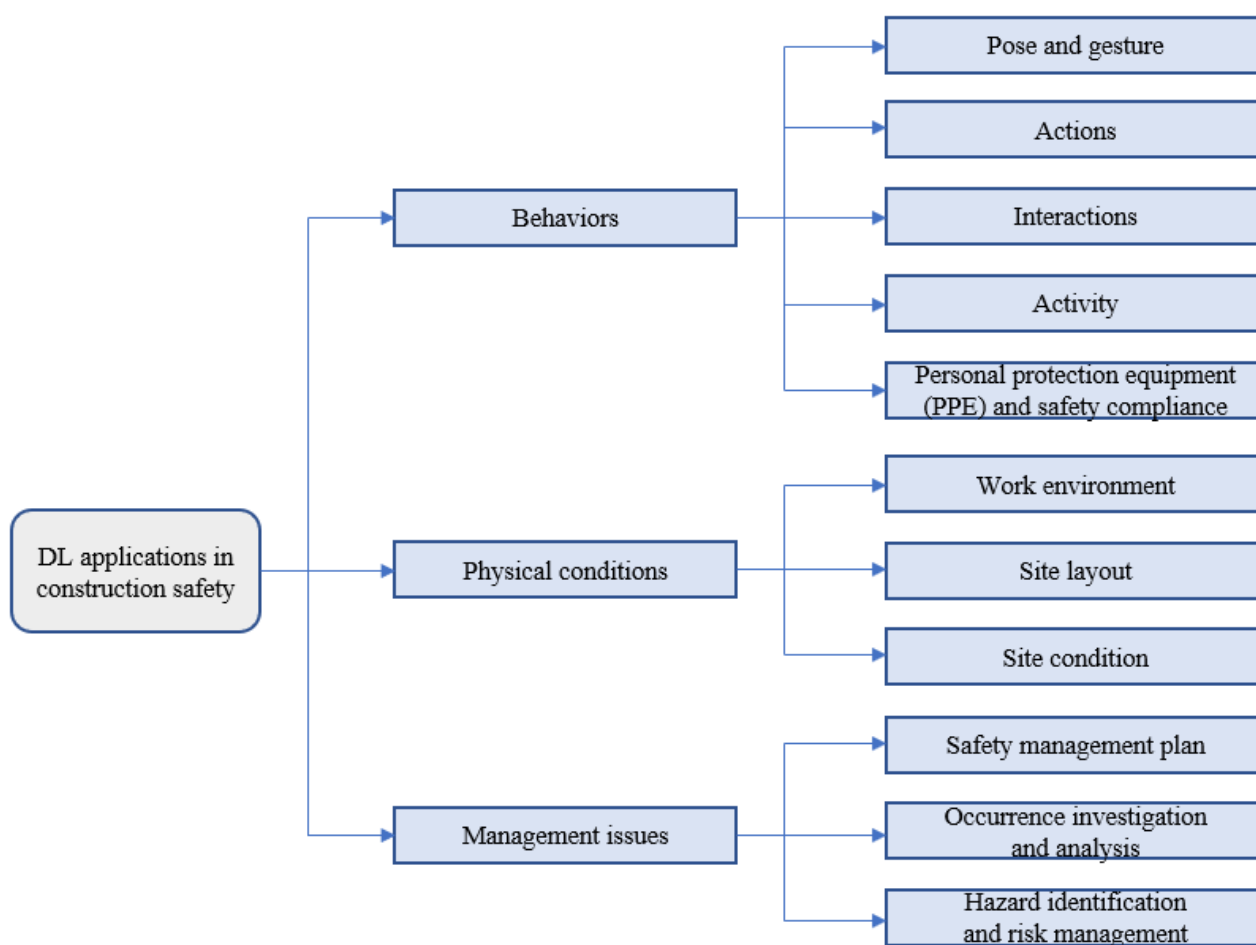 Pose and gesture
Actions
Behaviors
Interactions
Activity
Personal protection equipment
(PPE) and safety compliance
Work environment
DL applications in
construction safety
Physical conditions
Site layout
Site condition
Safety management plan
Management issues
Occurrence investigation
and analysis
Hazard identification
and risk management